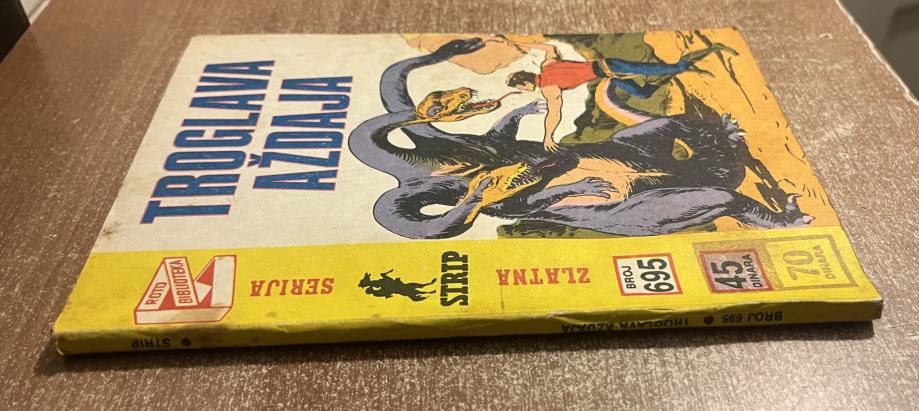 TROGLAVA
AŽDAJA
ROTO
BIBLIOTEKA
ZLATNA
SERIJA
STRIP
BROJ
695
45
DINARA
70
DINARA
BROJ 695 ● TROGLAVA AŽDAJA
● STRIP